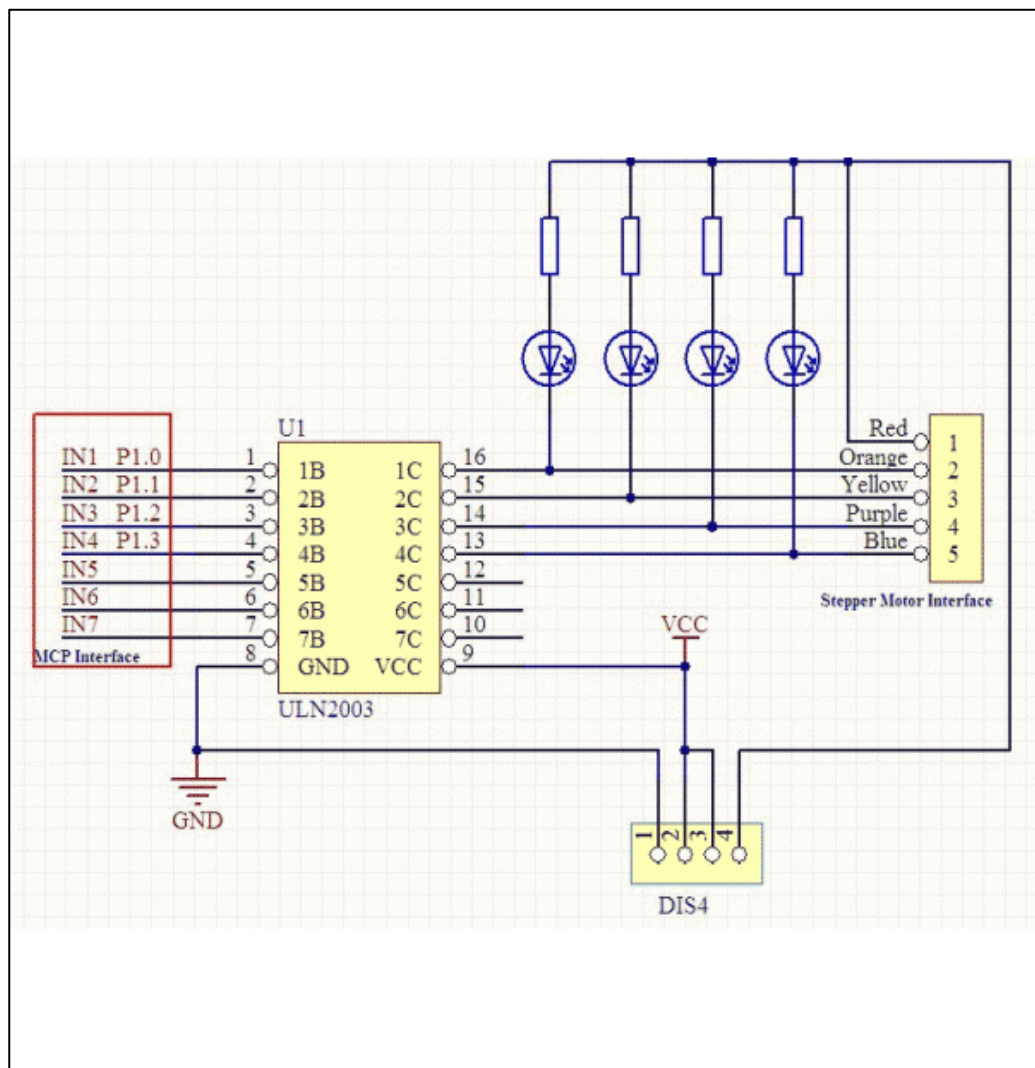 Red
Orange
Yellow
Purple
Blue
1
2
3
4
5
Stepper Motor Interface
IN1 P1.0
IN2 P1.1
IN3 P1.2
IN4 P1.3
IN5
IN6
IN7
MCP Interface
U1
1 1B 1C 16
2 2B 2C 15
3 3B 3C 14
4 4B 4C 13
5 5B 5C 12
6 6B 6C 11
7 7B 7C 10
8 GND VCC 9
ULN2003
VCC
GND
1 2 3 4
DIS4